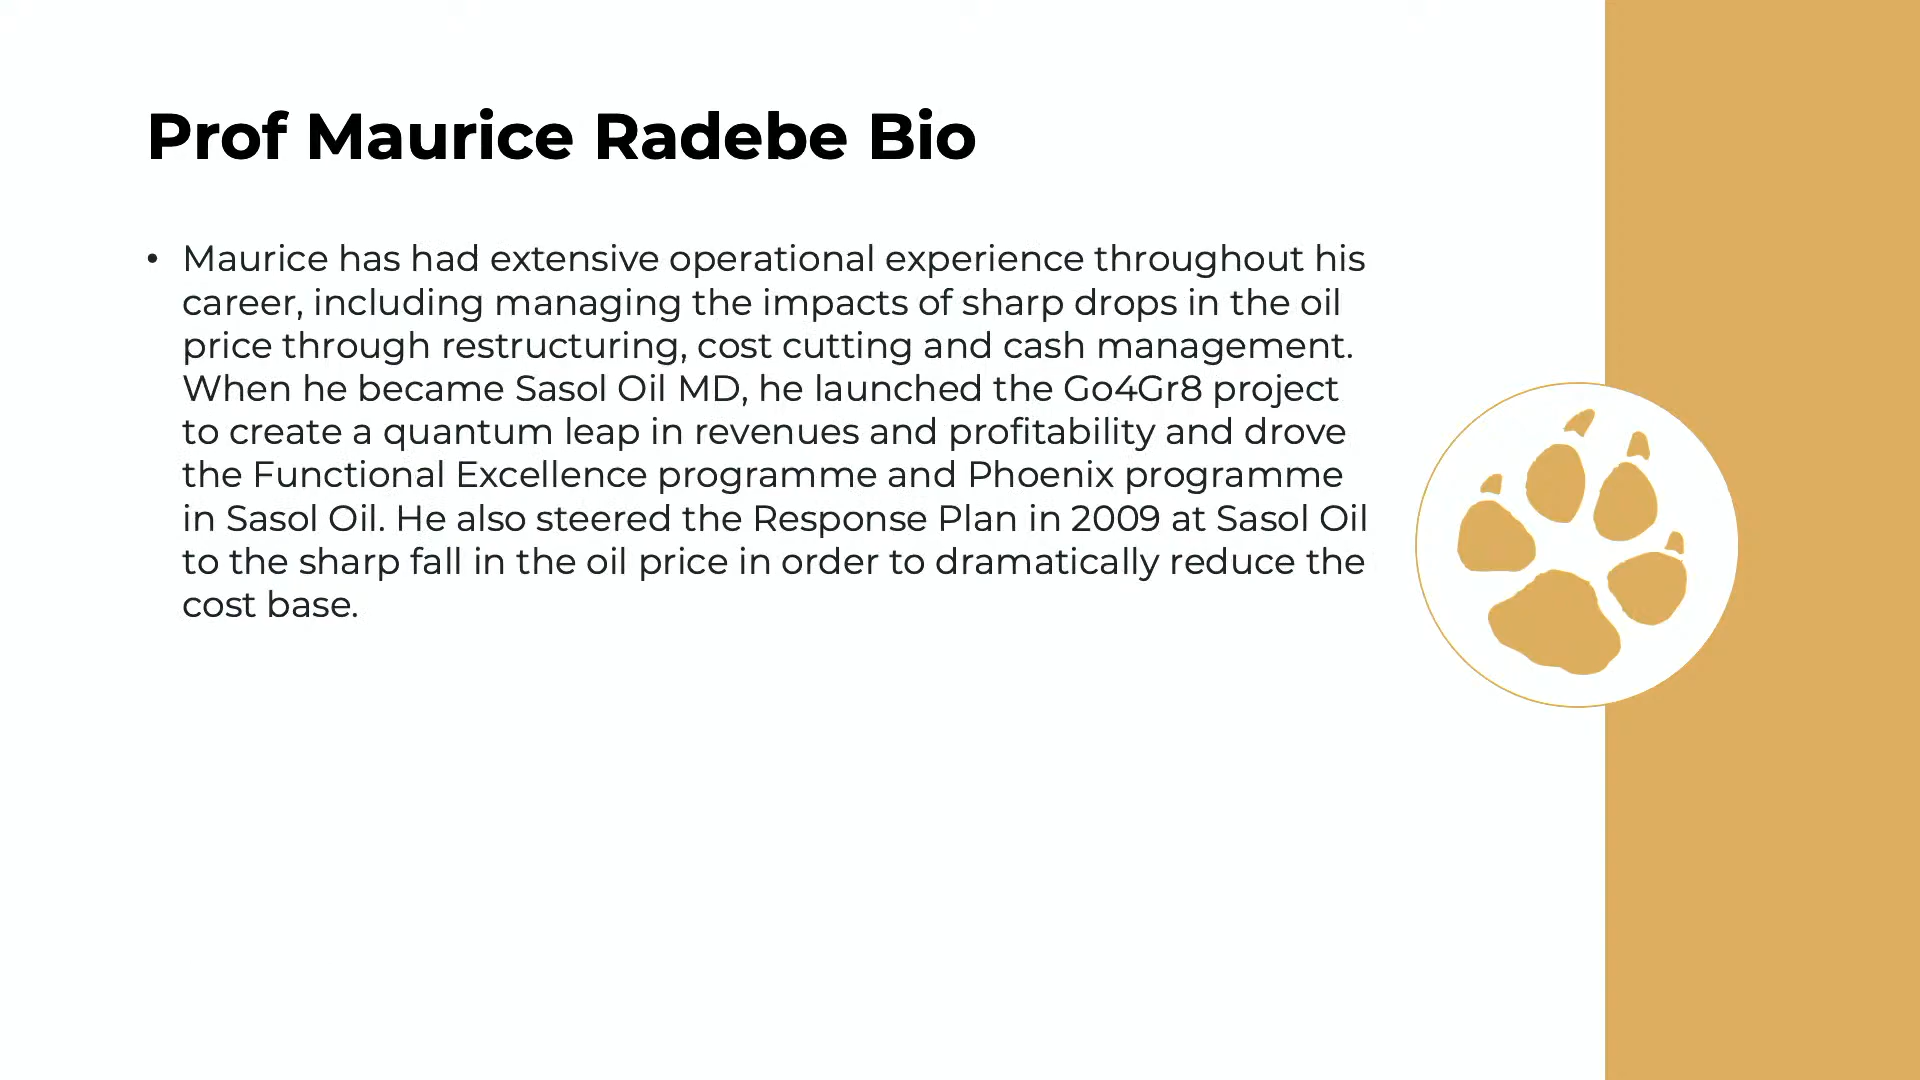 Prof Maurice Radebe Bio
• Maurice has had extensive operational experience throughout his
career, including managing the impacts of sharp drops in the oil
price through restructuring, cost cutting and cash management.
When he became Sasol Oil MD, he launched the Go4Gr8 project
to create a quantum leap in revenues and profitability and drove
the Functional Excellence programme and Phoenix programme
in Sasol Oil. He also steered the Response Plan in 2009 at Sasol Oil
to the sharp fall in the oil price in order to dramatically reduce the
cost base.